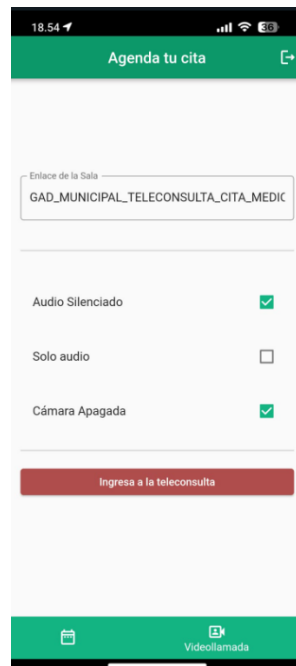 18.54
36
Agenda tu cita
Enlace de la Sala
GAD_MUNICIPAL_TELECONSULTA_CITA_MEDIC
Audio Silenciado
Solo audio
Cámara Apagada
Ingresa a la teleconsulta
Videollamada